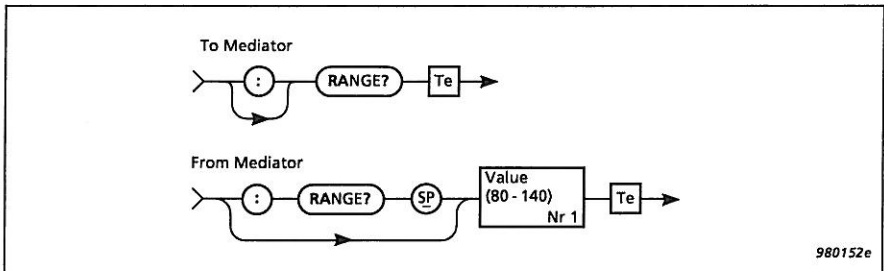 To Mediator
: RANGE? Te
From Mediator
: RANGE? SP Value
(80 - 140)
Nr 1 Te
980152e